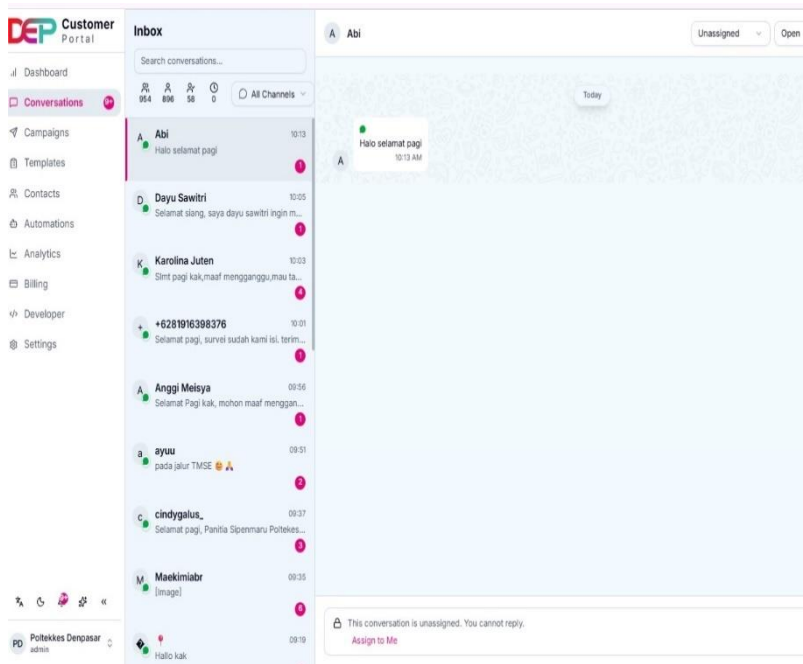 DEP Customer
Portal
Dashboard
Conversations 9+
Campaigns
Templates
Contacts
Automations
Analytics
Billing
Developer
Settings
9+
PD Poltekkes Denpasar
admin
Inbox
Search conversations...
954 896 58 0
All Channels
A Abi 10:13
Halo selamat pagi
1
D Dayu Sawitri 10:05
Selamat siang, saya dayu sawitri ingin m...
1
K Karolina Juten 10:03
Slmt pagi kak,maaf mengganggu,mau ta...
4
+ +6281916398376 10:01
Selamat pagi, survei sudah kami isi. terim...
1
A Anggi Meisya 09:56
Selamat Pagi kak, mohon maaf menggan...
1
a ayuu 09:51
pada jalur TMSE 😊 🙏
2
c cindygalus_ 09:37
Selamat pagi, Panitia Sipenmaru Poltekes...
3
M Maekimiabr 09:35
[Image]
6
� 🎈 09:19
Hallo kak
A Abi
Unassigned
Open
Today
Halo selamat pagi
10:13 AM
A
This conversation is unassigned. You cannot reply.
Assign to Me